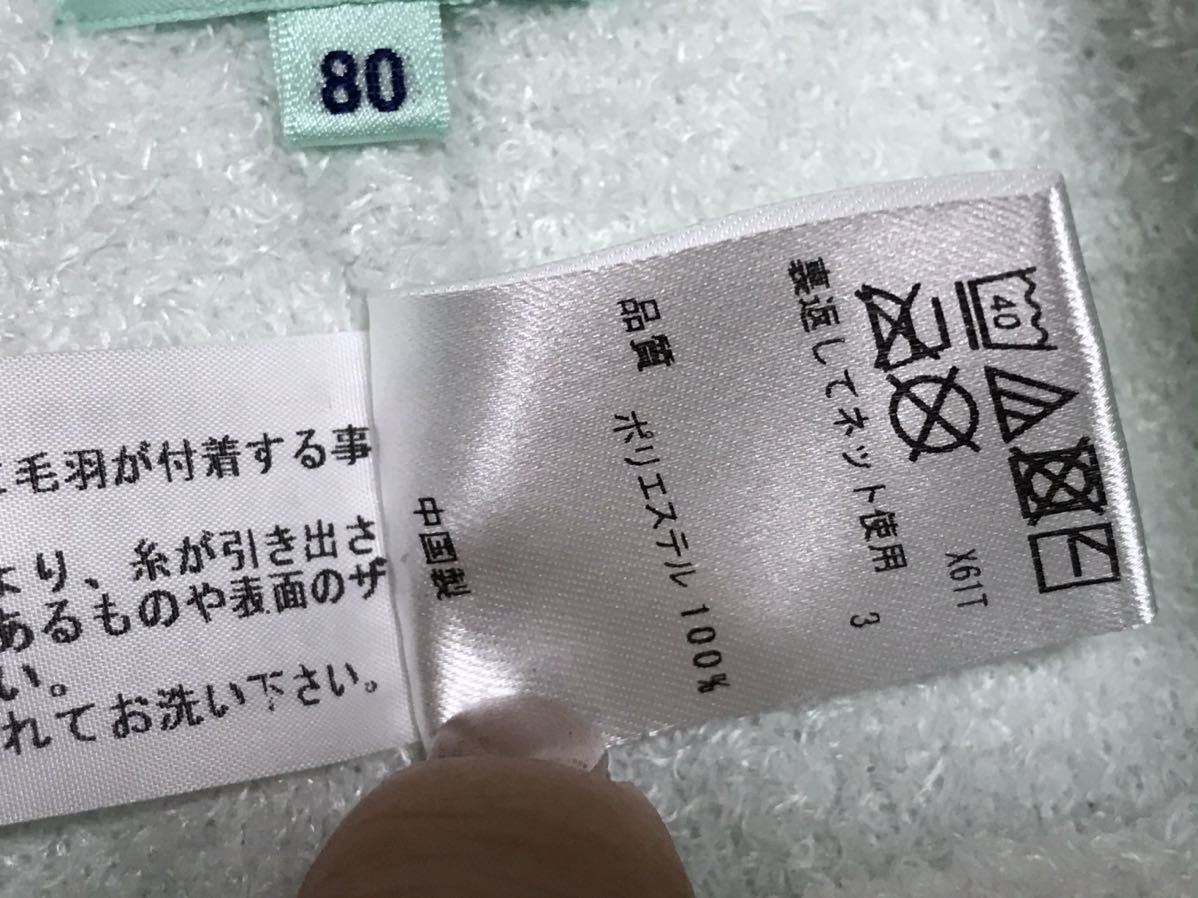 80
40
X61T
裏返してネット使用 3
品質 ポリエステル 100%
中国製
毛羽が付着する事
より、糸が引き出さ
あるものや表面のザ
い。
れてお洗い下さい。